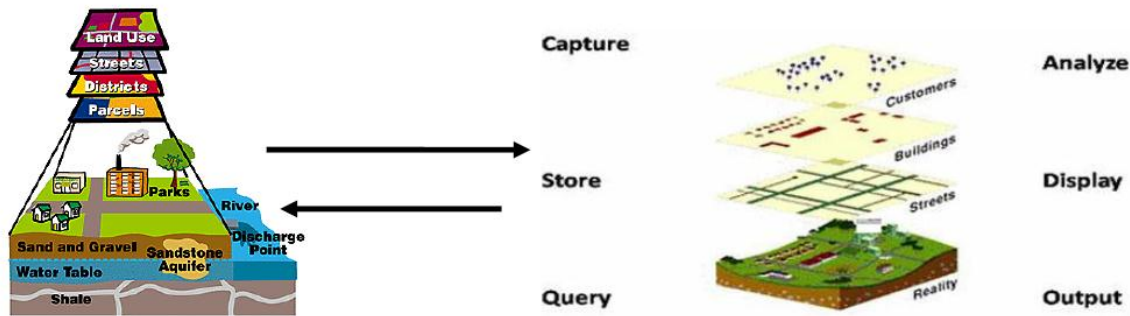 Land Use
Streets
Districts
Parcels
Parks
River
Discharge
Point
Sand and Gravel
Sandstone
Aquifer
Water Table
Shale
Capture
Store
Query
Customers
Buildings
Streets
Reality
Analyze
Display
Output